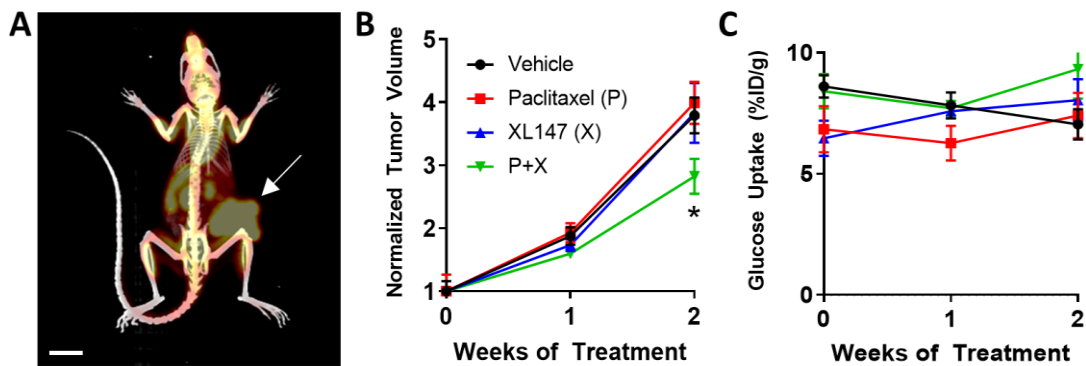 A
B
C
5
4
3
2
1
Normalized Tumor Volume
Vehicle
Paclitaxel (P)
XL147 (X)
P+X
*
0 1 2
Weeks of Treatment
10
5
0
Glucose Uptake (%ID/g)
0 1 2
Weeks of Treatment